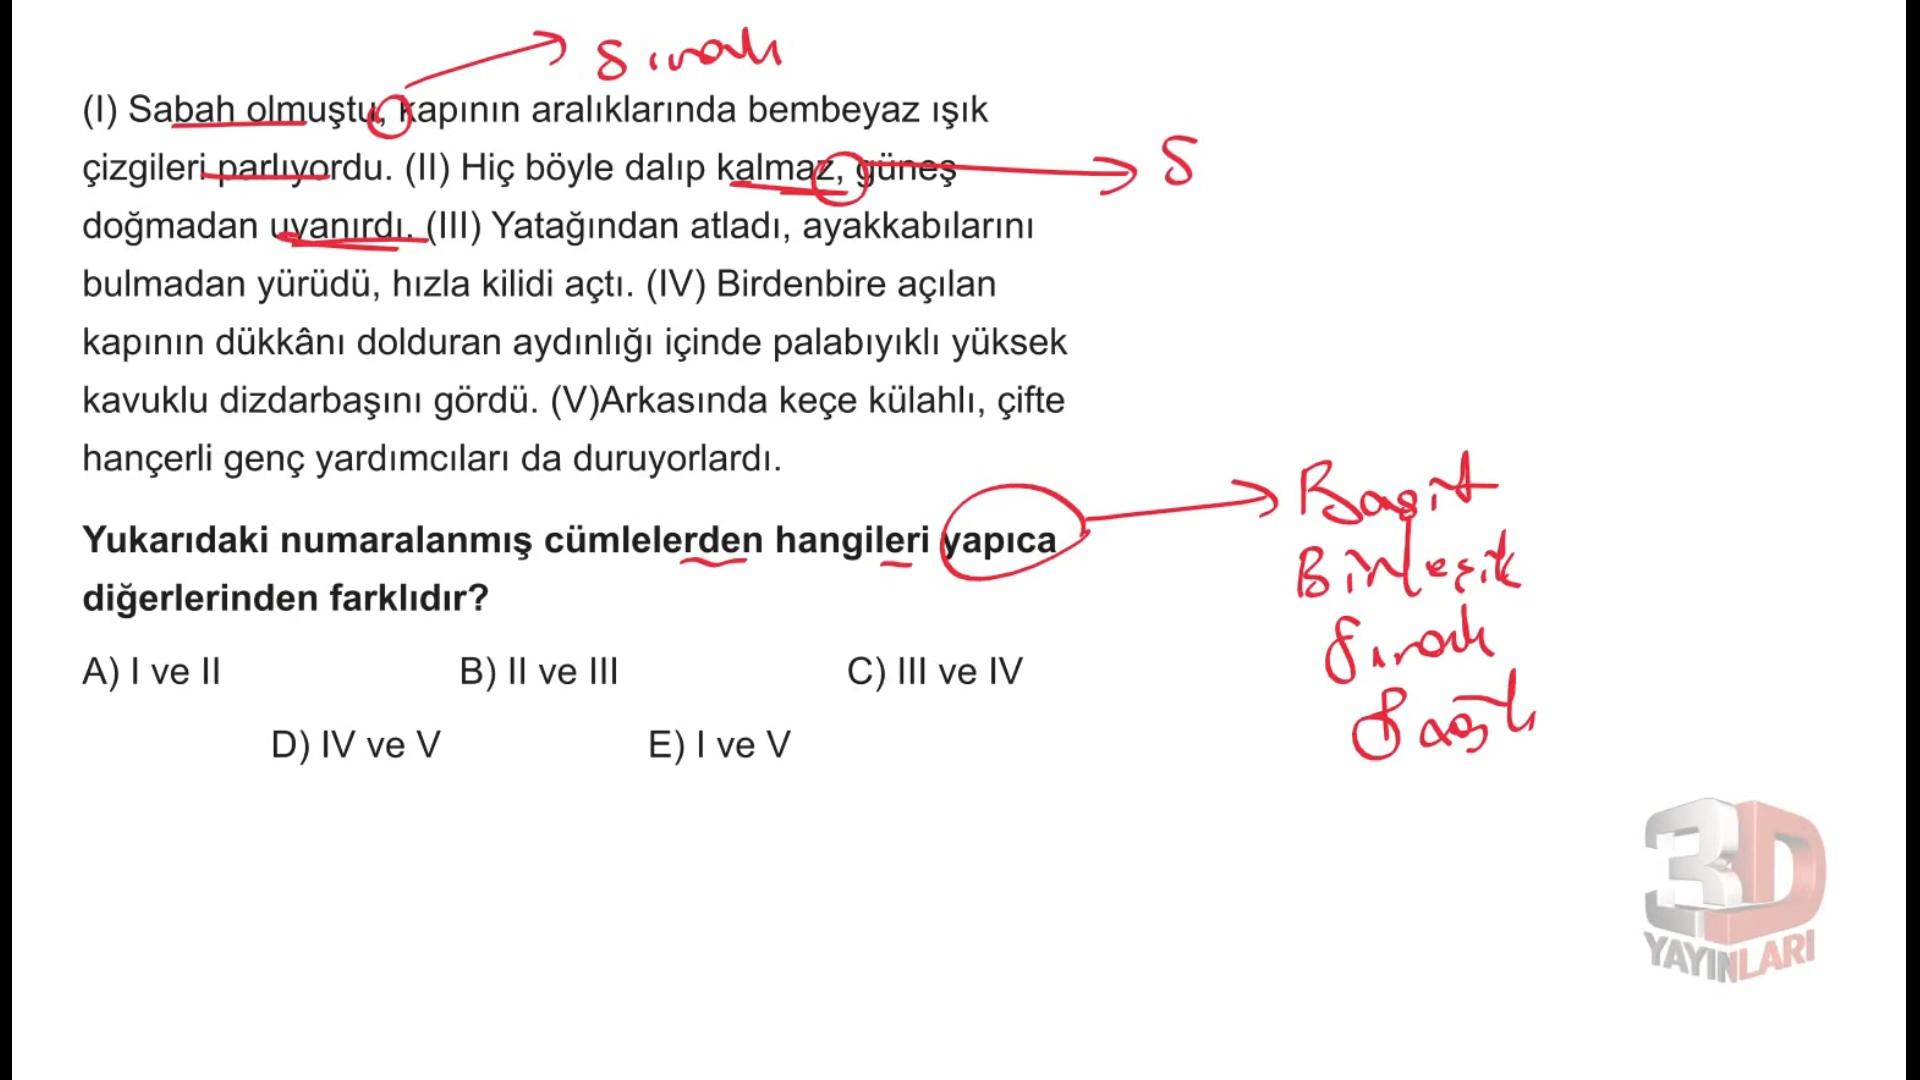 sıralı
(I) Sabah olmuştu, kapının aralıklarında bembeyaz ışık
çizgileri parlıyordu. (II) Hiç böyle dalıp kalmaz, güneş
S
doğmadan uyanırdı. (III) Yatağından atladı, ayakkabılarını
bulmadan yürüdü, hızla kilidi açtı. (IV) Birdenbire açılan
kapının dükkânı dolduran aydınlığı içinde palabıyıklı yüksek
kavuklu dizdarbaşını gördü. (V)Arkasında keçe külahlı, çifte
hançerli genç yardımcıları da duruyorlardı.
Yukarıdaki numaralanmış cümlelerden hangileri yapıca
diğerlerinden farklıdır?
Basit
Birleşik
Sıralı
Bağlı
A) I ve II B) II ve III C) III ve IV
D) IV ve V E) I ve V
3D
YAYINLARI